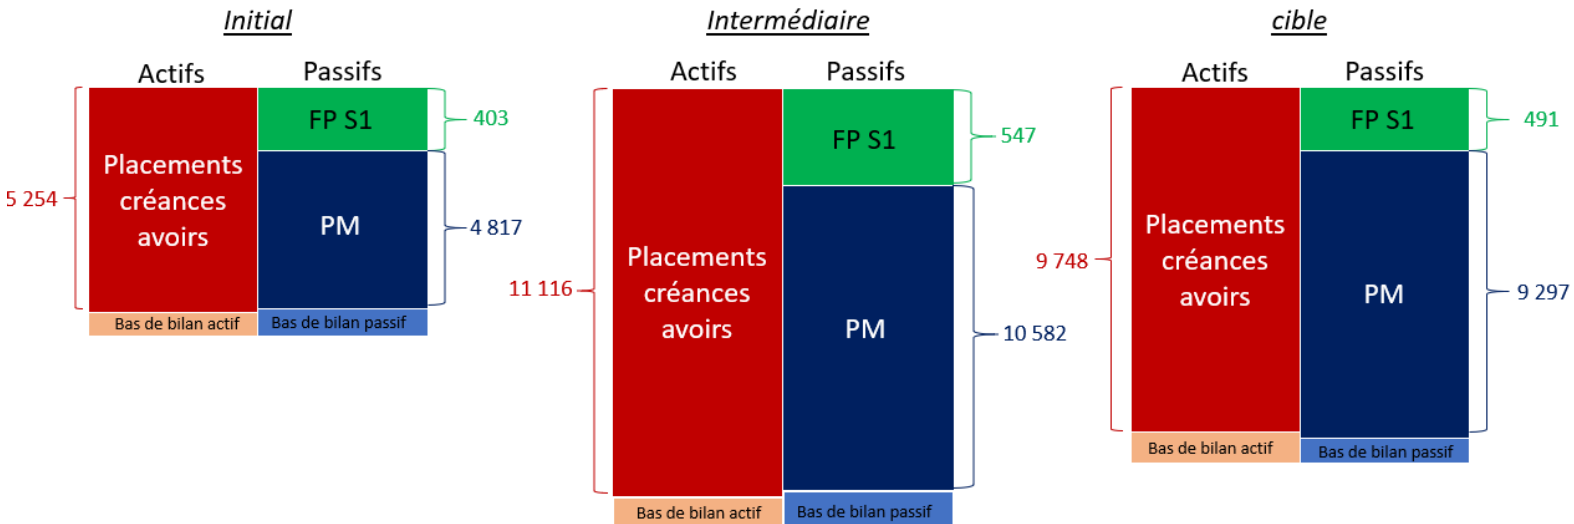 Initial
Actifs
Passifs
5 254
Placements
créances
avoirs
FP S1
403
PM
4 817
Bas de bilan actif
Bas de bilan passif
Intermédiaire
Actifs
Passifs
11 116
Placements
créances
avoirs
FP S1
547
PM
10 582
Bas de bilan actif
Bas de bilan passif
cible
Actifs
Passifs
9 748
Placements
créances
avoirs
FP S1
491
PM
9 297
Bas de bilan actif
Bas de bilan passif